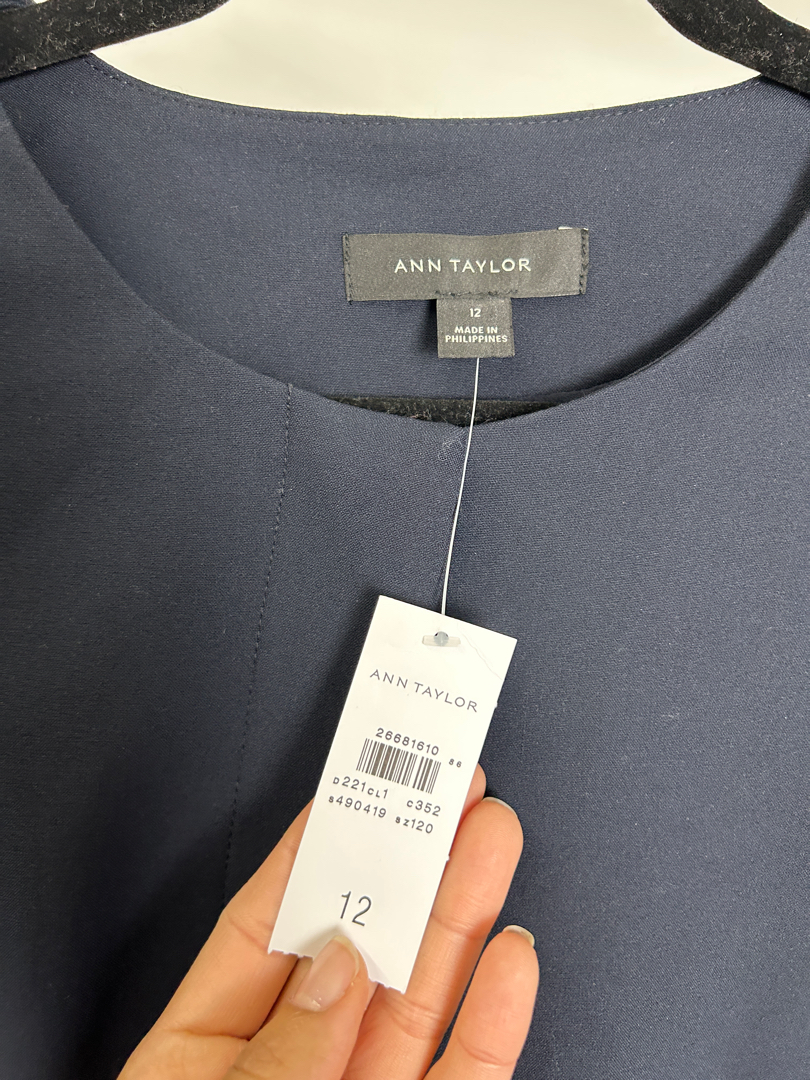 ANN TAYLOR
12
MADE IN
PHILIPPINES
ANN TAYLOR
26681610 86
D221CL1 C352
S490419 SZ120
12